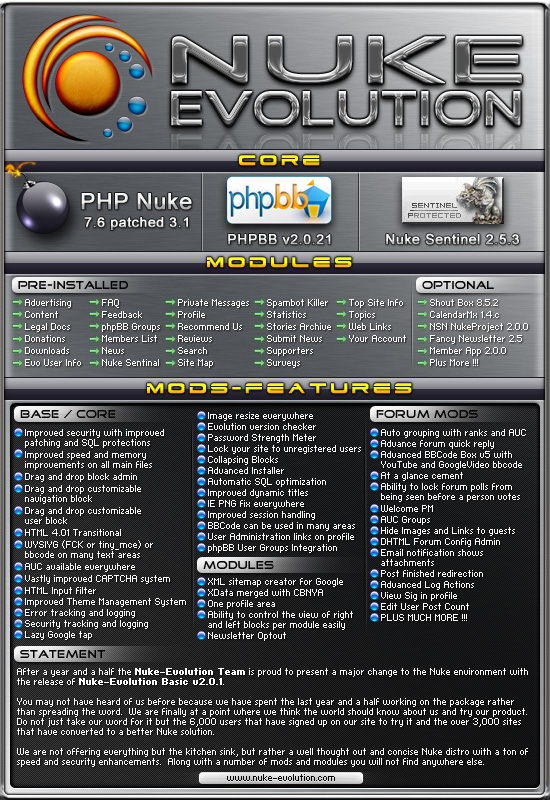 NUKE
EVOLUTION
CORE
PHP Nuke
7.6 patched 3.1
phpBB
PHPBB v2.0.21
SENTINEL
PROTECTED
Nuke Sentinel 2.5.3
MODULES
PRE-INSTALLED
Advertising
Content
Legal Docs
Donations
Downloads
Evo User Info
FAQ
Feedback
phpBB Groups
Members List
News
Nuke Sentinel
Private Messages
Profile
Recommend Us
Reviews
Search
Site Map
Spambot Killer
Statistics
Stories Archive
Submit News
Supporters
Surveys
Top Site Info
Topics
Web Links
Your Account
OPTIONAL
Shout Box 8.5.2
CalendarMx 1.4.c
NSN NukeProject 2.0.0
Fancy Newsletter 2.5
Member App 2.0.0
Plus More !!!
MODS-FEATURES
BASE / CORE
Improved security with improved
patching and SQL protections
Improved speed and memory
improvements on all main files
Drag and drop block admin
Drag and drop customizable
navigation block
Drag and drop customizable
user block
HTML 4.01 Transitional
WYSIYG (FCK or tiny_mce) or
bbcode on many text areas
AUC available everywhere
Vastly improved CAPTCHA system
HTML Input filter
Improved Theme Management System
Error tracking and logging
Security tracking and logging
Lazy Google tap
Image resize everywhere
Evolution version checker
Password Strength Meter
Lock your site to unregistered users
Collapsing Blocks
Advanced Installer
Automatic SQL optimization
Improved dynamic titles
IE PNG fix everywhere
Improved session handling
BBCode can be used in many areas
User Administration links on profile
phpBB User Groups Integration
MODULES
XML sitemap creator for Google
XData merged with CBNYA
One profile area
Ability to control the view of right
and left blocks per module easily
Newsletter Optout
FORUM MODS
Auto grouping with ranks and AUC
Advance forum quick reply
Advanced BBCode Box v5 with
YouTube and GoogleVideo bbcode
At a glance cement
Ability to lock forum polls from
being seen before a person votes
Welcome PM
AUC Groups
Hide Images and Links to guests
DHTML Forum Config Admin
Email notification shows
attachments
Post finished redirection
Advanced Log Actions
View Sig in profile
Edit User Post Count
PLUS MUCH MORE !!!
STATEMENT
After a year and a half the Nuke-Evolution Team is proud to present a major change to the Nuke environment with
the release of Nuke-Evolution Basic v2.0.1.
You may not have heard of us before because we have spent the last year and a half working on the package rather
than spreading the word. We are finally at a point where we think the world should know about us and try our product.
Do not just take our word for it but the 6,000 users that have signed up on our site to try it and the over 3,000 sites
that have converted to a better Nuke solution.
We are not offering everything but the kitchen sink, but rather a well thought out and concise Nuke distro with a ton of
speed and security enhancements. Along with a number of mods and modules you will not find anywhere else.
www.nuke-evolution.com